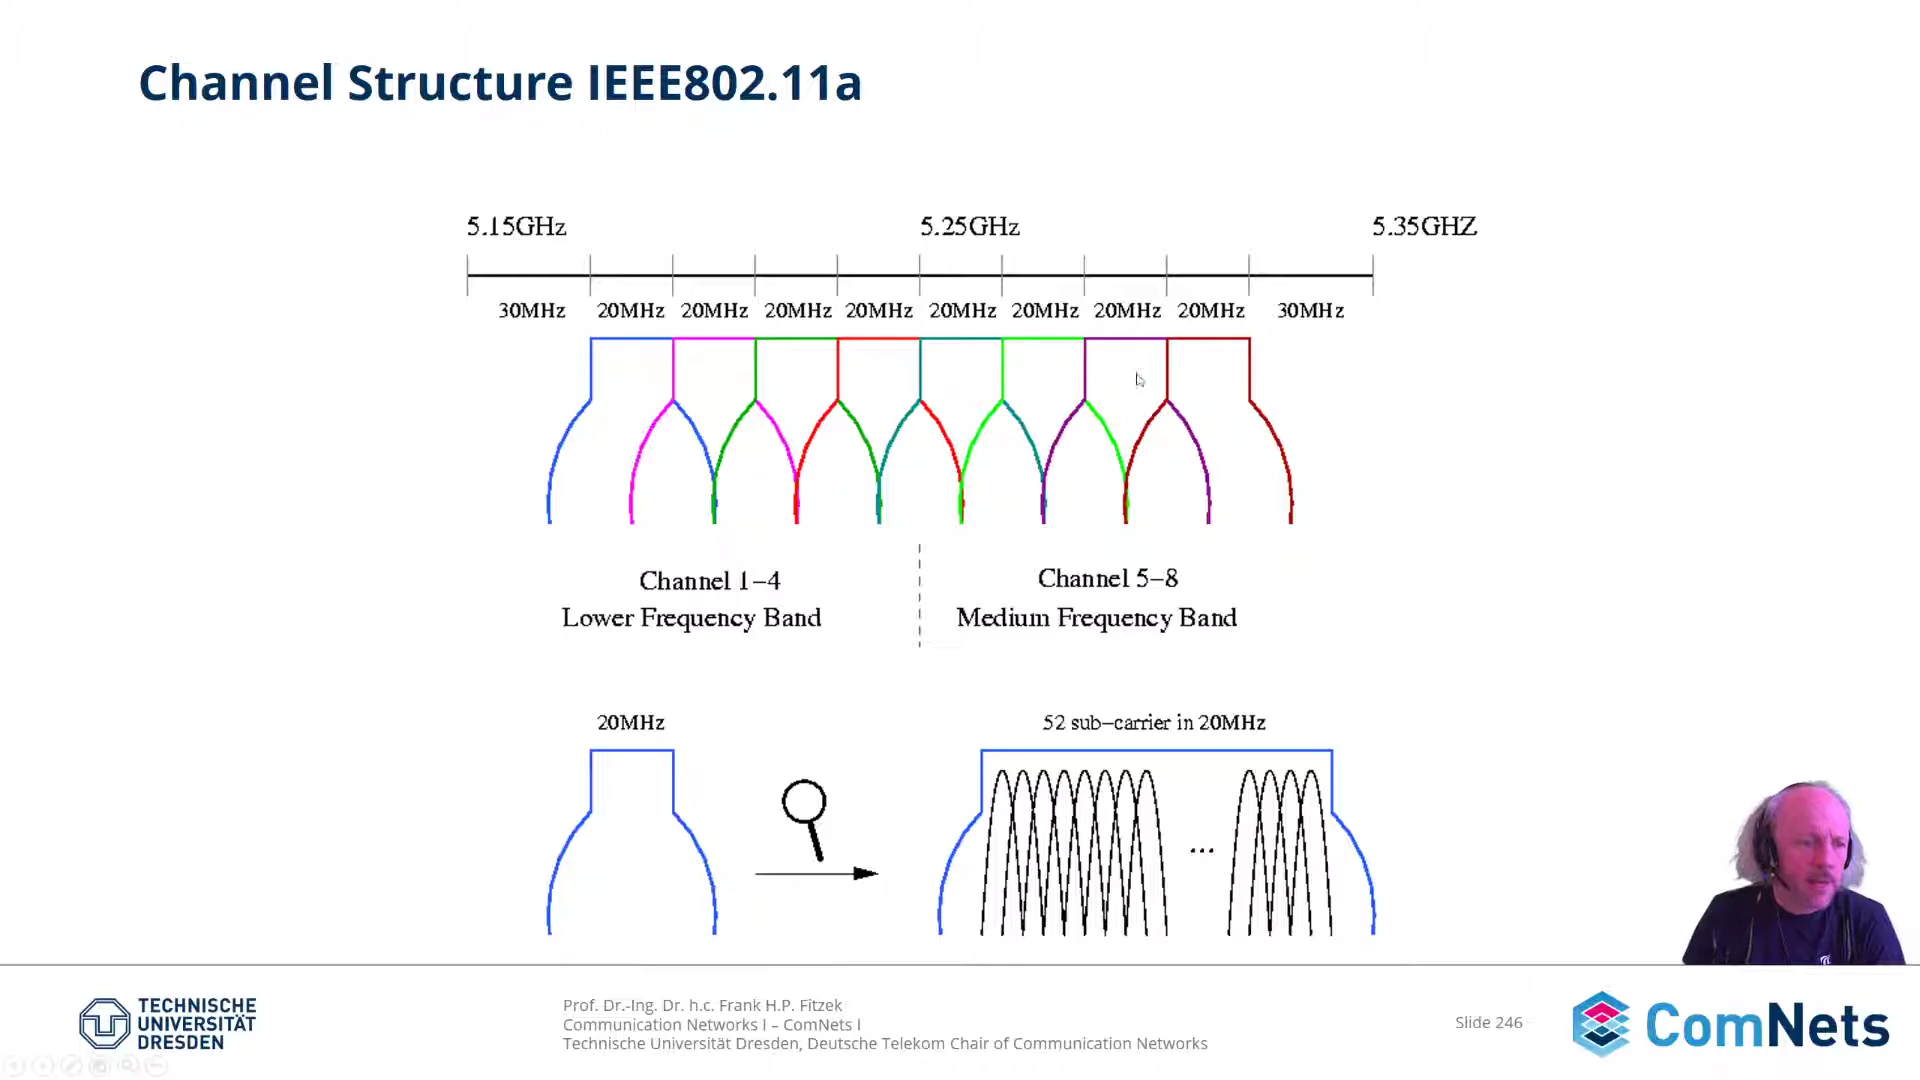 Channel Structure IEEE802.11a
5.15GHz 5.25GHz 5.35GHZ
30MHz 20MHz 20MHz 20MHz 20MHz 20MHz 20MHz 20MHz 20MHz 30MHz
Channel 1–4
Lower Frequency Band
Channel 5–8
Medium Frequency Band
20MHz
52 sub–carrier in 20MHz
...
TECHNISCHE
UNIVERSITÄT
DRESDEN
Prof. Dr.-Ing. Dr. h.c. Frank H.P. Fitzek
Communication Networks I – ComNets I
Technische Universität Dresden, Deutsche Telekom Chair of Communication Networks
Slide 246
ComNets